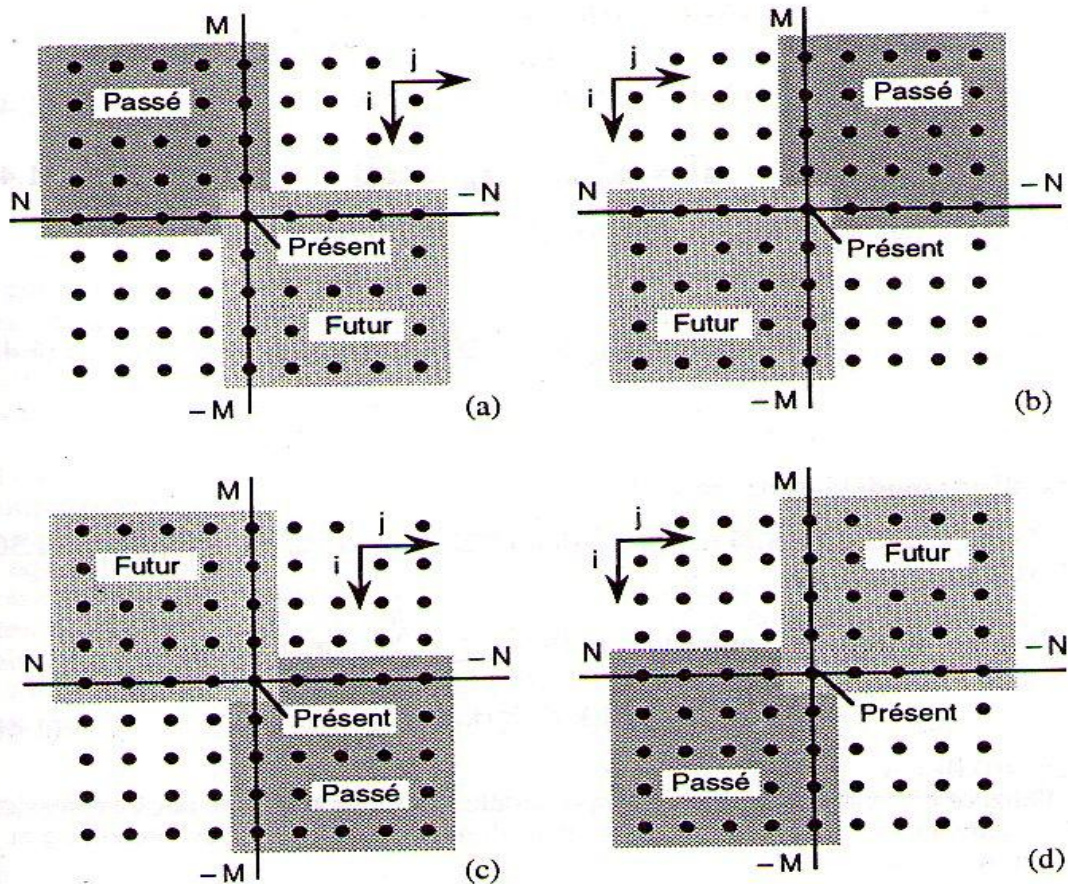 M
M
j
j
Passé
i
i
Passé
N
– N
N
– N
Présent
Présent
Futur
Futur
– M
(a)
– M
(b)
M
M
j
j
Futur
i
i
Futur
N
– N
N
– N
Présent
Présent
Passé
Passé
– M
(c)
– M
(d)